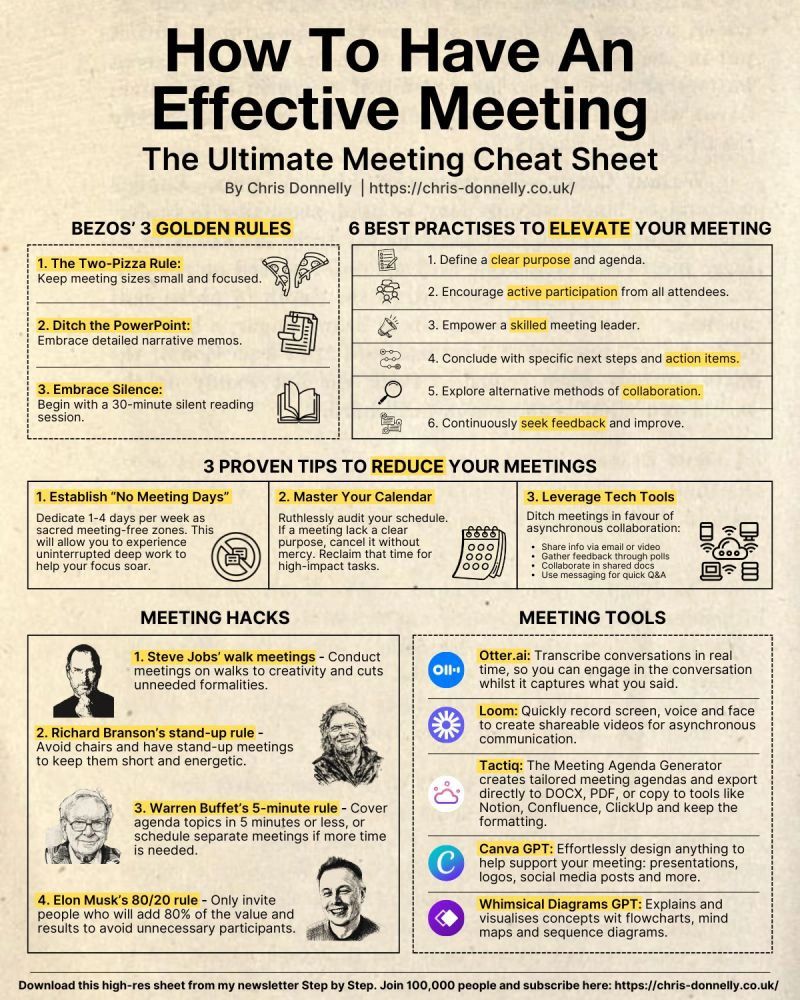 How To Have An
Effective Meeting
The Ultimate Meeting Cheat Sheet
By Chris Donnelly | https://chris-donnelly.co.uk/
BEZOS' 3 GOLDEN RULES
1. The Two-Pizza Rule:
Keep meeting sizes small and focused.
2. Ditch the PowerPoint:
Embrace detailed narrative memos.
3. Embrace Silence:
Begin with a 30-minute silent reading
session.
6 BEST PRACTISES TO ELEVATE YOUR MEETING
1. Define a clear purpose and agenda.
2. Encourage active participation from all attendees.
3. Empower a skilled meeting leader.
4. Conclude with specific next steps and action items.
5. Explore alternative methods of collaboration.
6. Continuously seek feedback and improve.
3 PROVEN TIPS TO REDUCE YOUR MEETINGS
1. Establish "No Meeting Days"
Dedicate 1-4 days per week as
sacred meeting-free zones. This
will allow you to experience
uninterrupted deep work to
help your focus soar.
2. Master Your Calendar
Ruthlessly audit your schedule.
If a meeting lack a clear
purpose, cancel it without
mercy. Reclaim that time for
high-impact tasks.
3. Leverage Tech Tools
Ditch meetings in favour of
asynchronous collaboration:
• Share info via email or video
• Gather feedback through polls
• Collaborate in shared docs
• Use messaging for quick Q&A
MEETING HACKS
1. Steve Jobs' walk meetings - Conduct
meetings on walks to creativity and cuts
unneeded formalities.
2. Richard Branson's stand-up rule -
Avoid chairs and have stand-up meetings
to keep them short and energetic.
3. Warren Buffet's 5-minute rule - Cover
agenda topics in 5 minutes or less, or
schedule separate meetings if more time
is needed.
4. Elon Musk's 80/20 rule - Only invite
people who will add 80% of the value and
results to avoid unnecessary participants.
MEETING TOOLS
Otter.ai: Transcribe conversations in real
time, so you can engage in the conversation
whilst it captures what you said.
Loom: Quickly record screen, voice and face
to create shareable videos for asynchronous
communication.
Tactiq: The Meeting Agenda Generator
creates tailored meeting agendas and export
directly to DOCX, PDF, or copy to tools like
Notion, Confluence, ClickUp and keep the
formatting.
Canva GPT: Effortlessly design anything to
help support your meeting: presentations,
logos, social media posts and more.
Whimsical Diagrams GPT: Explains and
visualises concepts wit flowcharts, mind
maps and sequence diagrams.
Download this high-res sheet from my newsletter Step by Step. Join 100,000 people and subscribe here: https://chris-donnelly.co.uk/